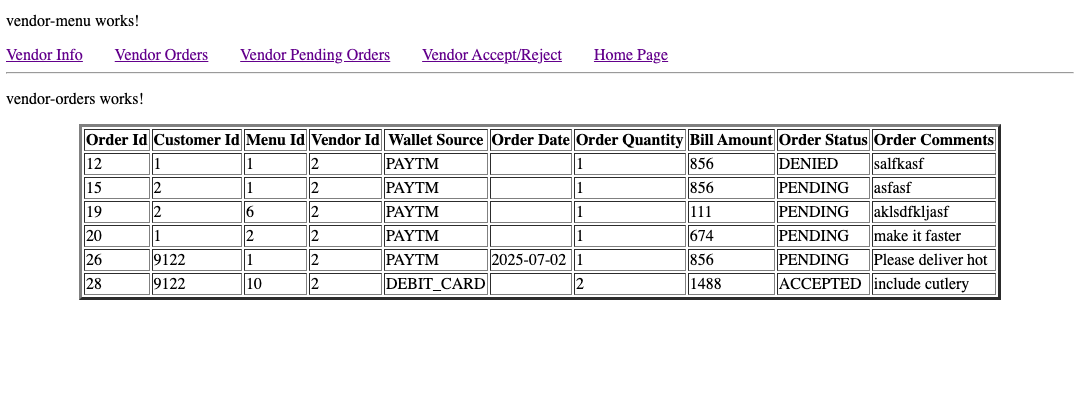 vendor-menu works!
Vendor Info Vendor Orders Vendor Pending Orders Vendor Accept/Reject Home Page
vendor-orders works!
Order Id Customer Id Menu Id Vendor Id Wallet Source Order Date Order Quantity Bill Amount Order Status Order Comments
12 1 1 2 PAYTM 1 856 DENIED salfkasf
15 2 1 2 PAYTM 1 856 PENDING asfasf
19 2 6 2 PAYTM 1 111 PENDING aklsdfkljasf
20 1 2 2 PAYTM 1 674 PENDING make it faster
26 9122 1 2 PAYTM 2025-07-02 1 856 PENDING Please deliver hot
28 9122 10 2 DEBIT_CARD 2 1488 ACCEPTED include cutlery